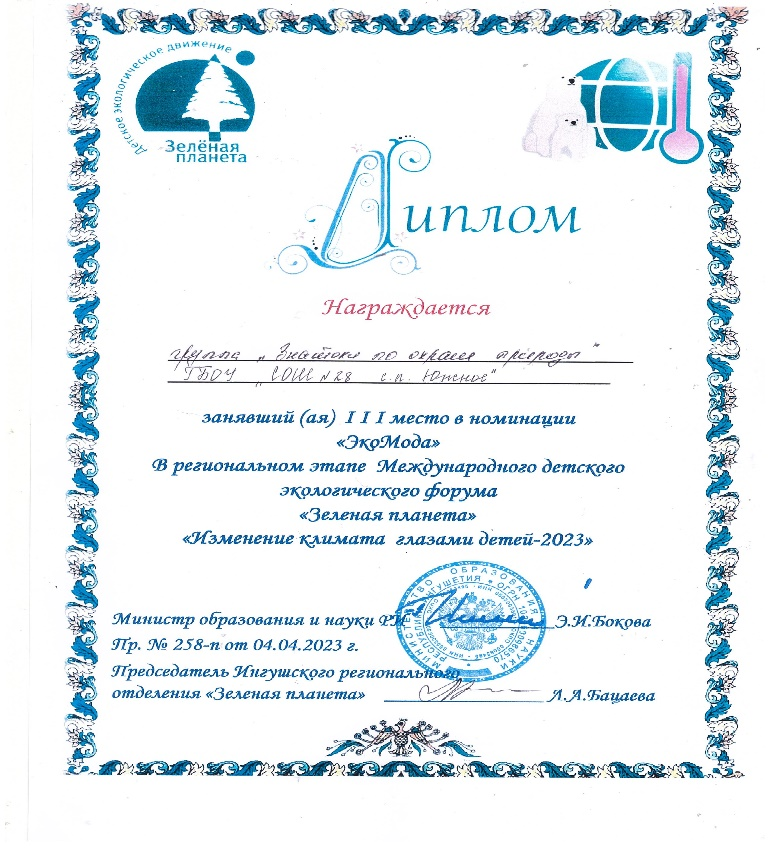 Детское экологическое движение
Зелёная
планета
Диплом
Награждается
группа „Знатоки по охране природы"
ГБОУ „СОШ №28 с.п. Южное"
занявший (ая) I I I место в номинации
«ЭкоМода»
В региональном этапе Международного детского
экологического форума
«Зеленая планета»
«Изменение климата глазами детей-2023»
Министр образования и науки РИ Э.И.Бокова
Пр. № 258-п от 04.04.2023 г.
Председатель Ингушского регионального
отделения «Зеленая планета» Л.А.Бацаева